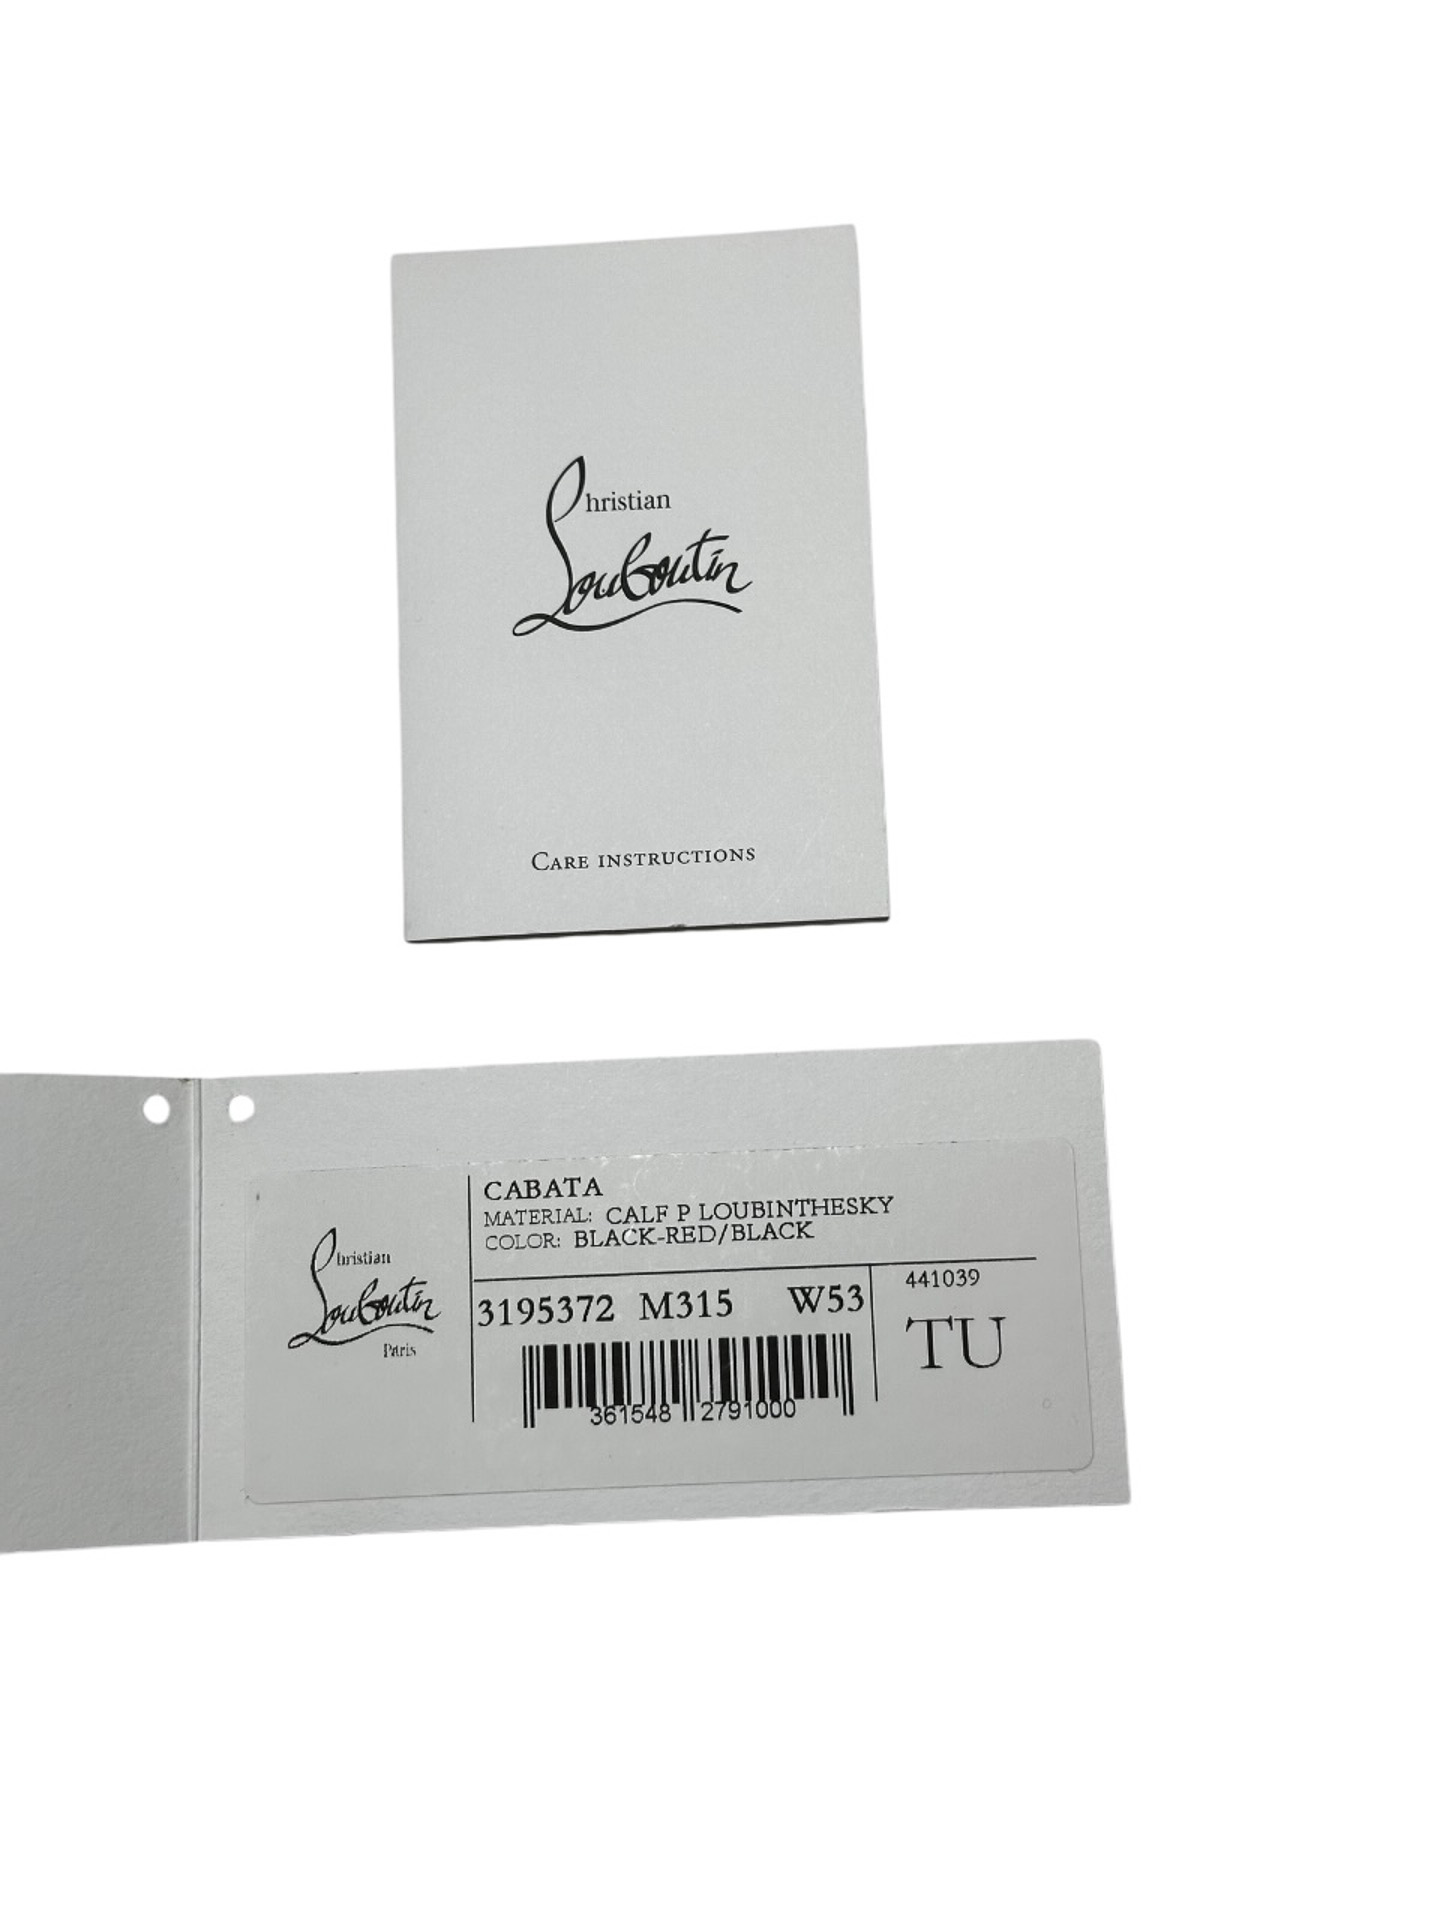 Christian
Louboutin
CARE INSTRUCTIONS
Christian
Louboutin
Paris
CABATA
MATERIAL: CALF P LOUBINTHESKY
COLOR: BLACK-RED/BLACK
3195372 M315 W53
441039
TU
361548 2791000